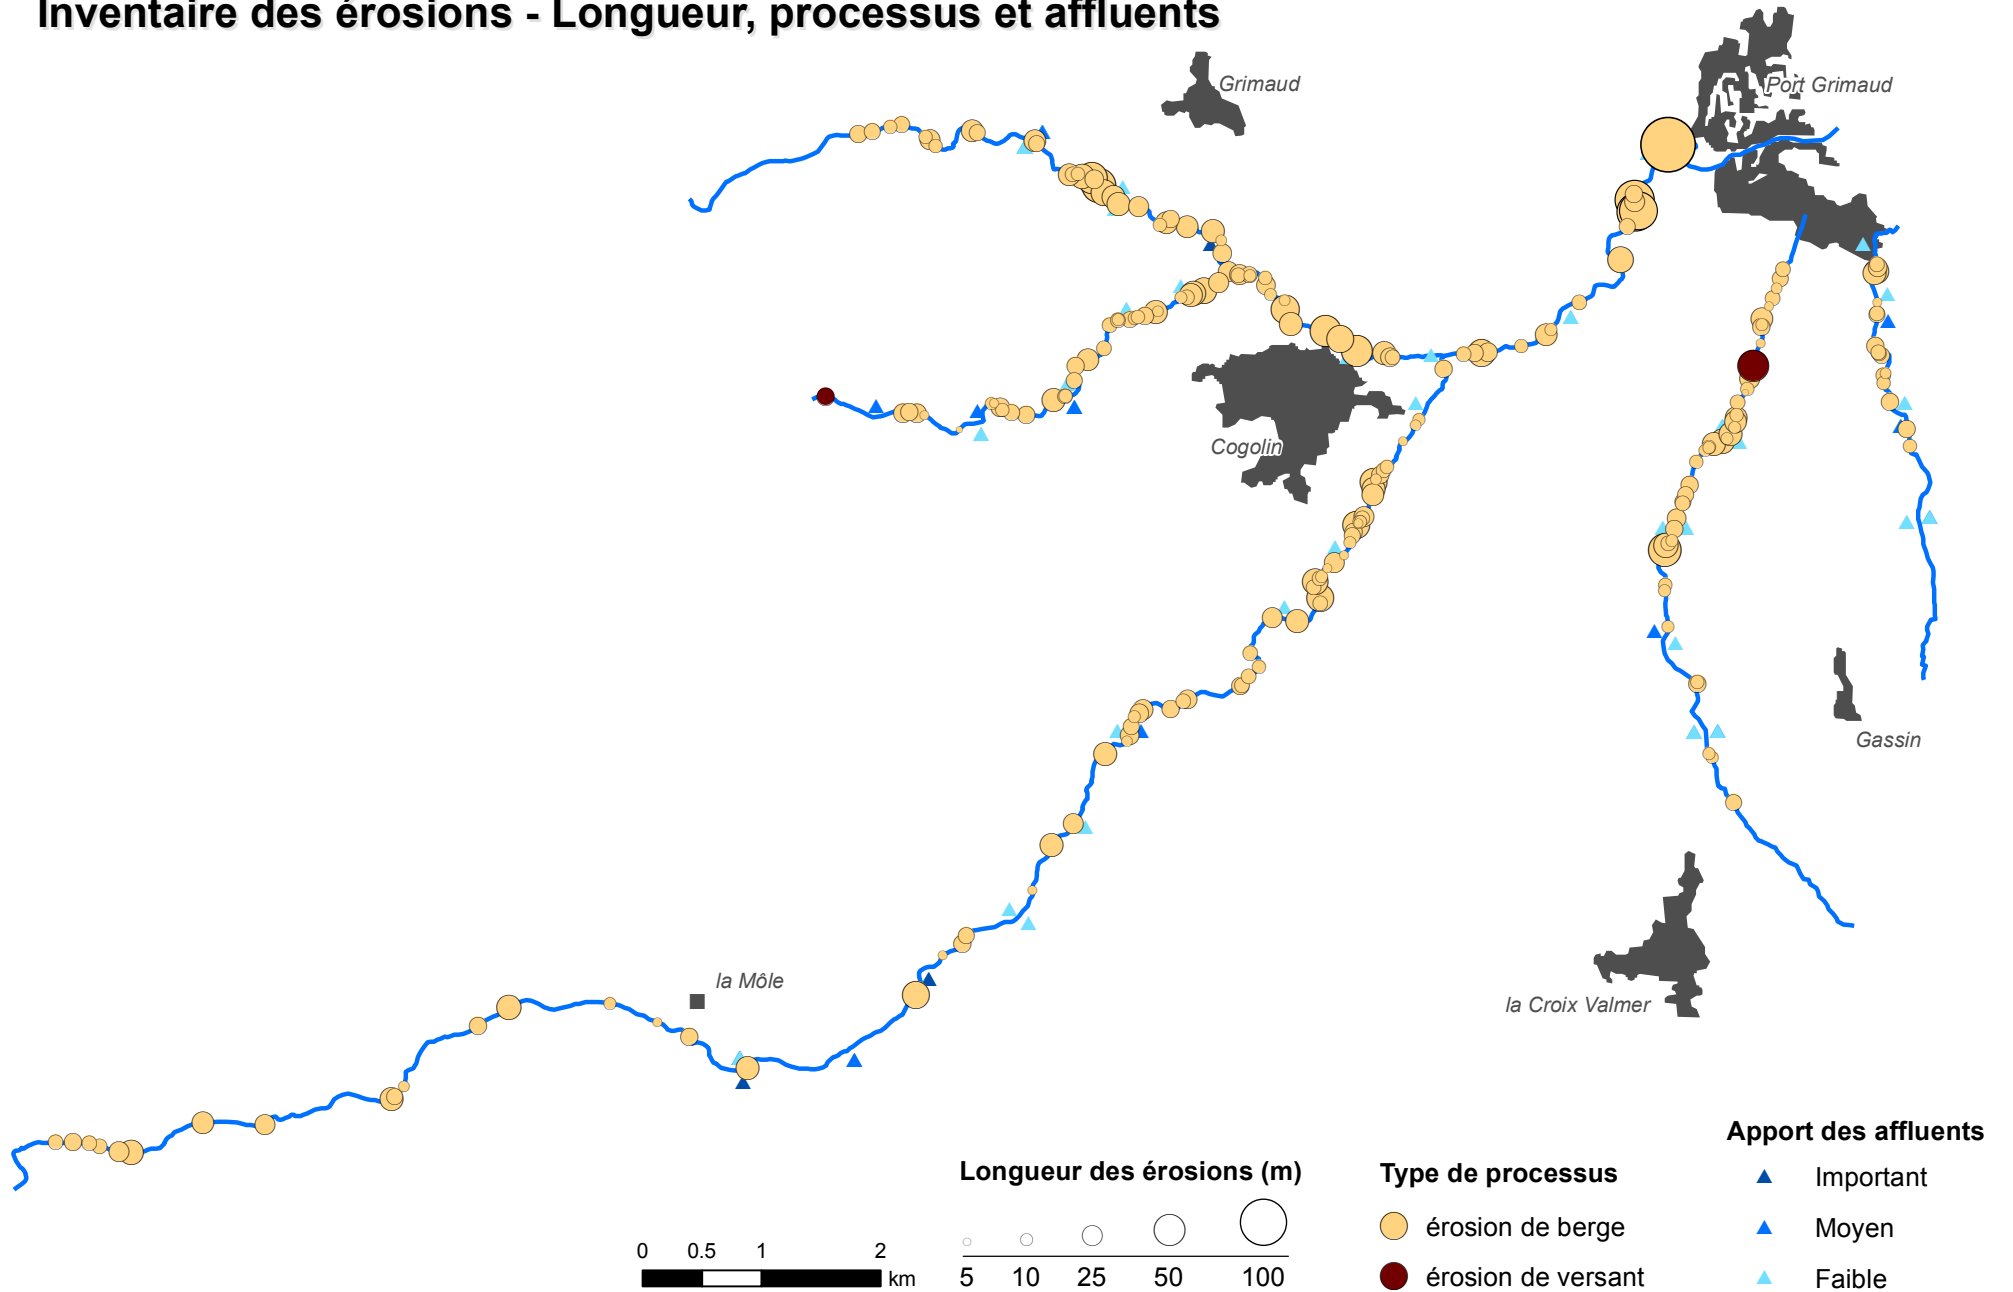 Inventaire des érosions - Longueur, processus et affluents
Grimaud
Port Grimaud
Cogolin
Gassin
la Môle
la Croix Valmer
Apport des affluents
Important
Moyen
Faible
Type de processus
érosion de berge
érosion de versant
Longueur des érosions (m)
5 10 25 50 100
0 0.5 1 2
km